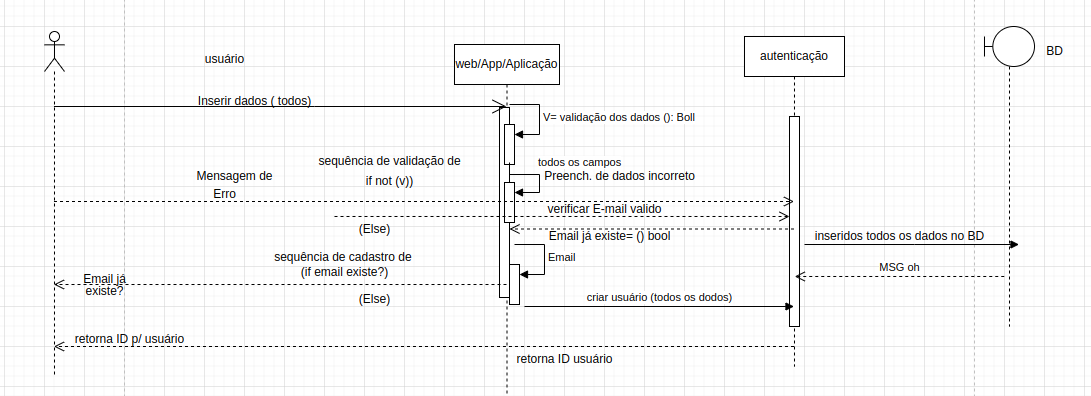 usuário
web/App/Aplicação
autenticação
BD
Inserir dados ( todos)
V= validação dos dados (): Boll
sequência de validação de
if not (v))
todos os campos
Preench. de dados incorreto
Mensagem de
Erro
verificar E-mail valido
(Else)
Email já existe= () bool
inseridos todos os dados no BD
sequência de cadastro de
(if email existe?)
Email
MSG oh
Email já
existe?
(Else)
criar usuário (todos os dodos)
retorna ID p/ usuário
retorna ID usuário